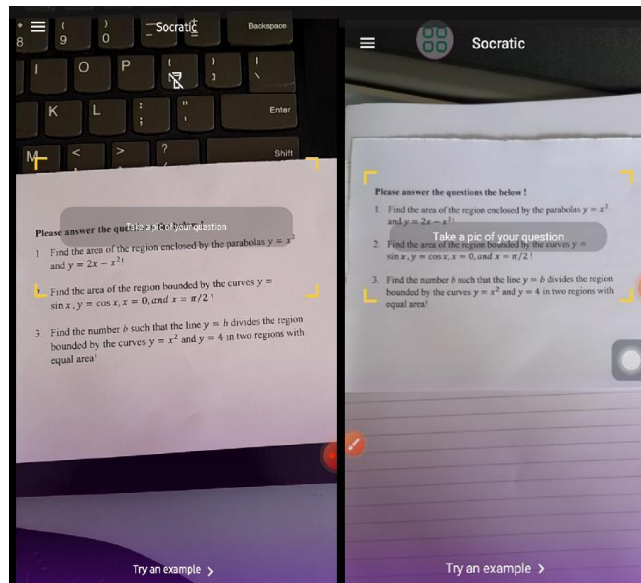 Socratic
Backspace
8
(
9
)
0
I
O
P
{
[
}
]
|
\
K
L
:
;
"
'
Enter
M
<
>
?
Shift
Please answer the
Take a pic of your question
1. Find the area of the region enclosed by the parabolas y = x²
and y = 2x − x²!
Find the area of the region bounded by the curves y =
sin x, y = cos x, x = 0, and x = π/2 !
3. Find the number b such that the line y = b divides the region
bounded by the curves y = x² and y = 4 in two regions with
equal area!
Try an example >
Socratic
Please answer the questions the below !
1. Find the area of the region enclosed by the parabolas y = x²
and y = 2x − x²!
Take a pic of your question
2. Find the area of the region bounded by the curves y =
sin x, y = cos x, x = 0, and x = π/2 !
3. Find the number b such that the line y = b divides the region
bounded by the curves y = x² and y = 4 in two regions with
equal area!
Try an example >